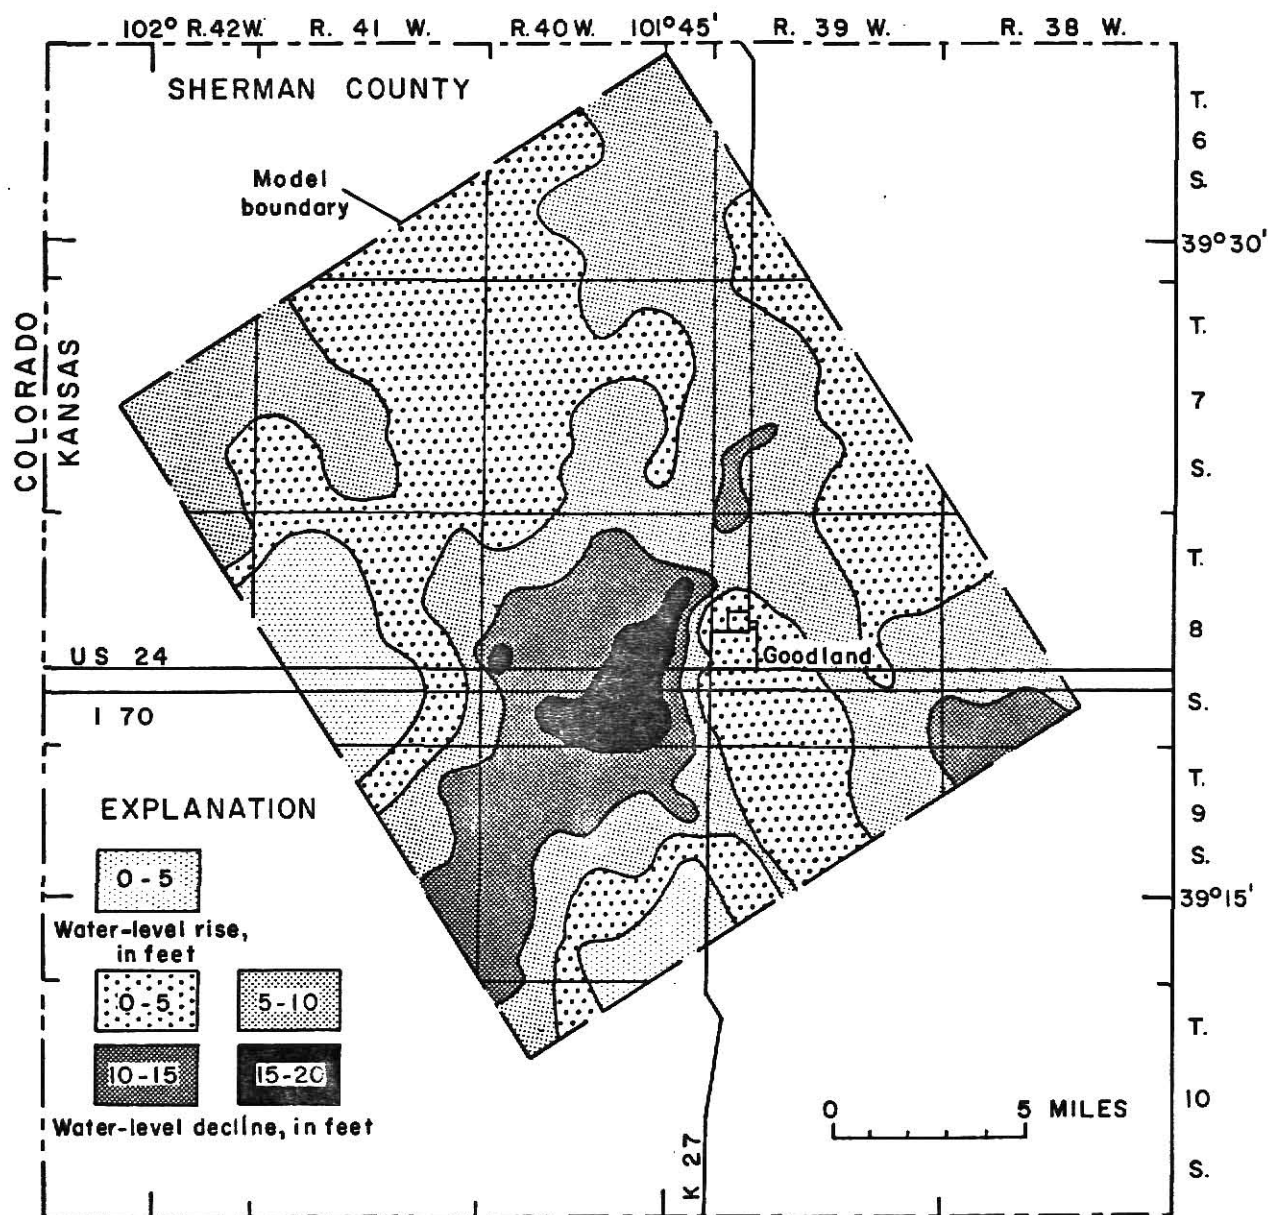 102° R.42W. R. 41 W. R.40W. 101°45' R. 39 W. R. 38 W.
SHERMAN COUNTY
T.
6
S.
Model
boundary
39°30'
COLORADO
KANSAS
T.
7
S.
T.
8
S.
US 24
Goodland
I 70
T.
9
S.
39°15'
EXPLANATION
0-5
Water-level rise,
in feet
0-5 5-10
10-15 15-20
Water-level decline, in feet
T.
10
S.
0 5 MILES
K 27